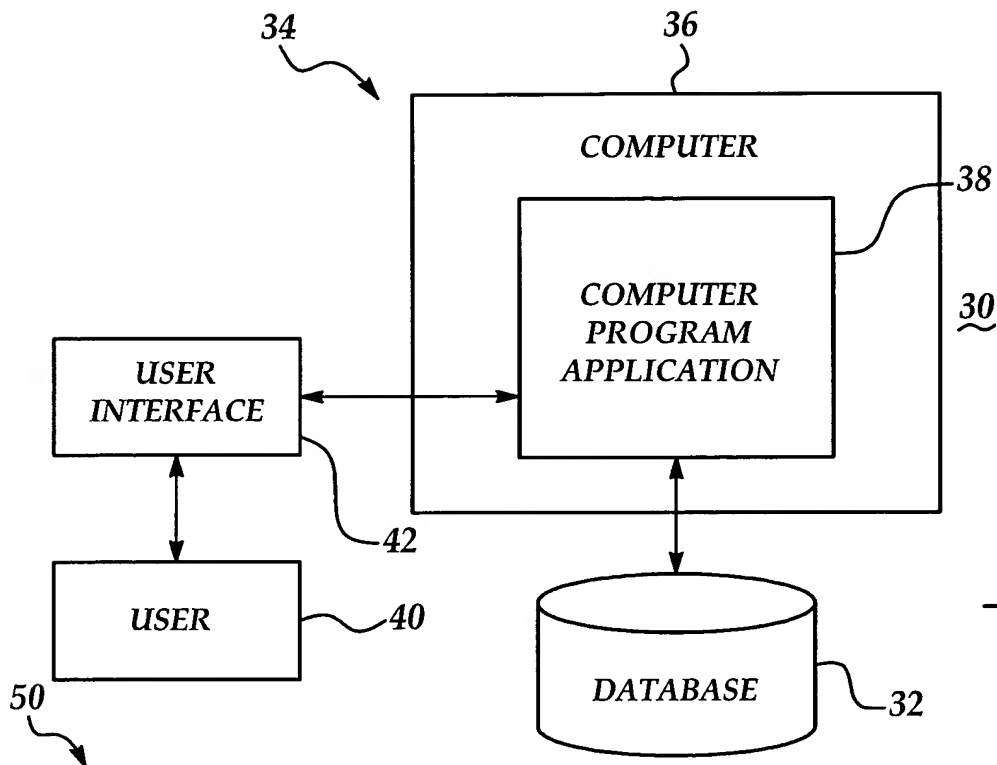 34
36
COMPUTER
38
COMPUTER
PROGRAM
APPLICATION
30
USER
INTERFACE
42
USER
40
DATABASE
32
50